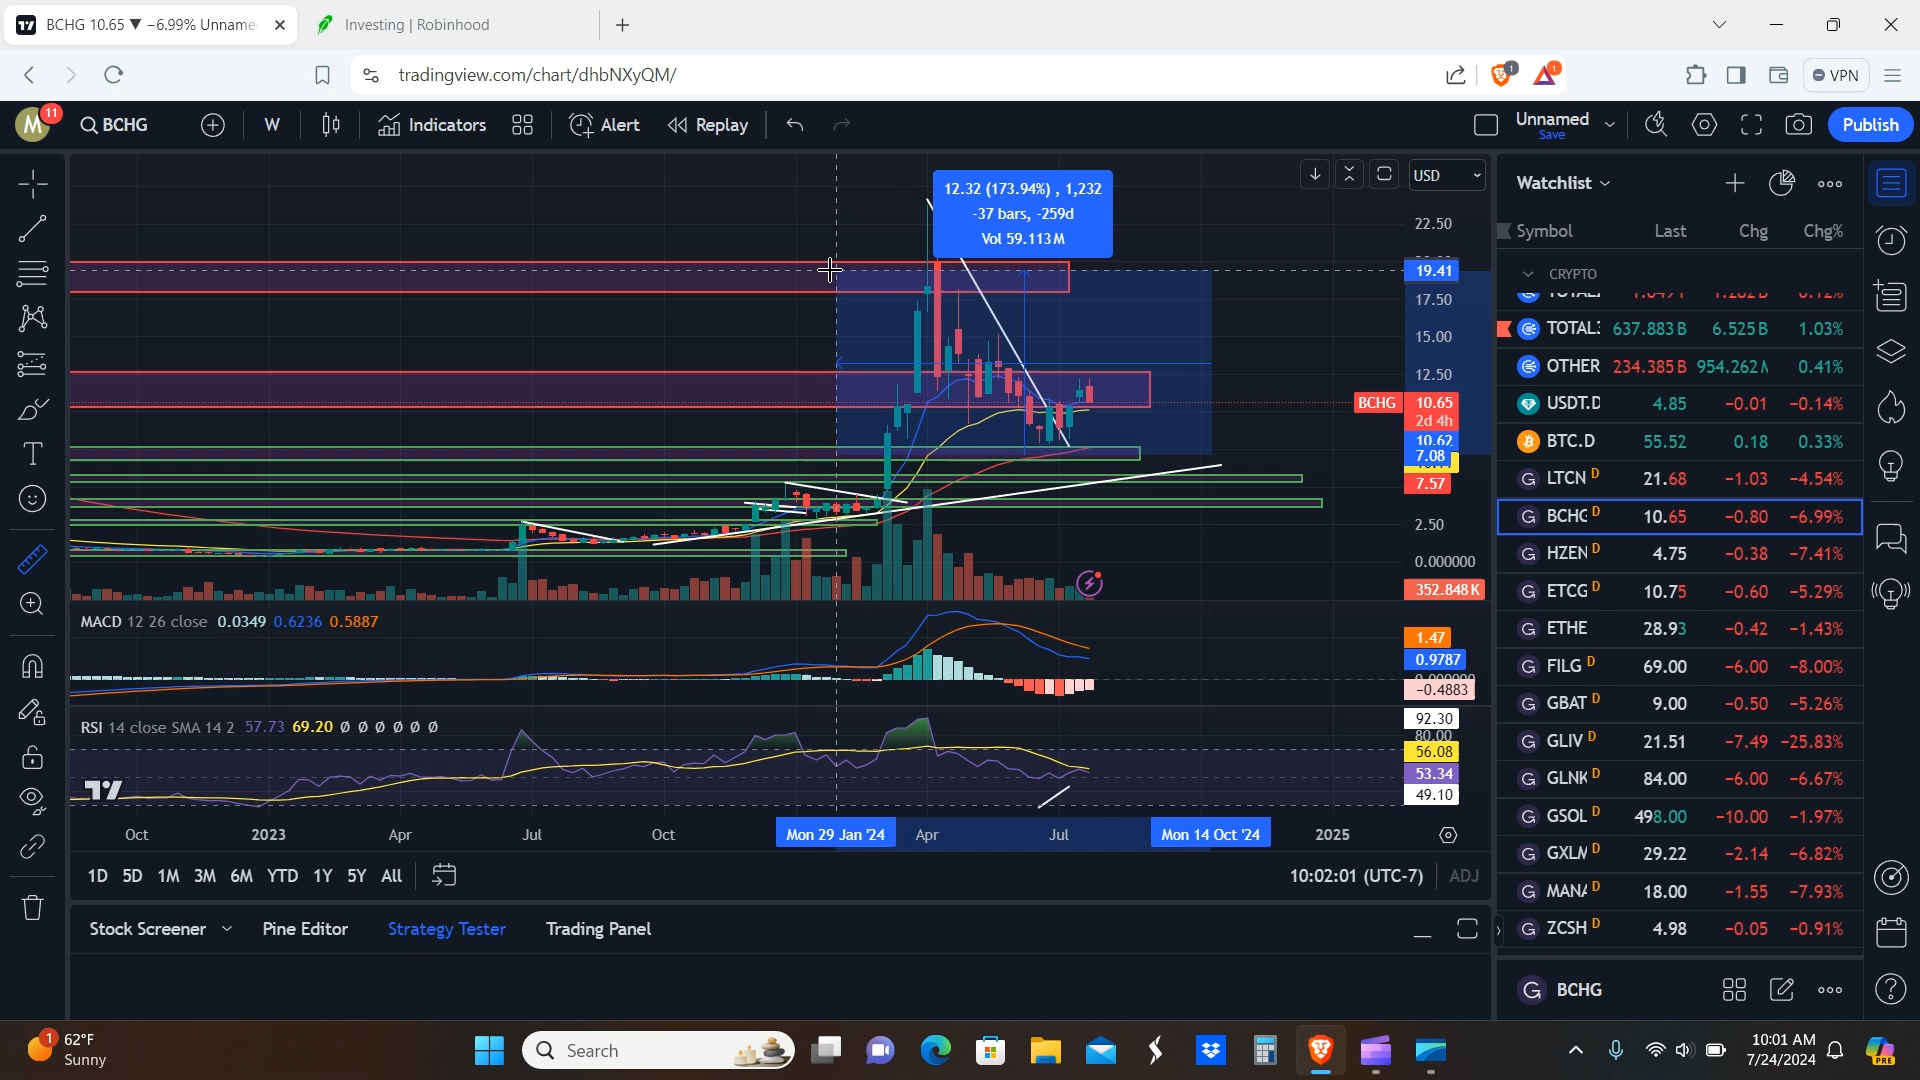 BCHG 10.65 ▼ −6.99% Unname
Investing | Robinhood
tradingview.com/chart/dhbNXyQM/
1
1
VPN
M
11
BCHG
W
Indicators
Alert
Replay
Unnamed
Save
Publish
12.32 (173.94%) , 1,232
-37 bars, -259d
Vol 59.113M
USD
22.50
19.41
17.50
15.00
12.50
BCHG
10.65
2d 4h
10.62
7.08
7.57
2.50
0.000000
352.848K
MACD 12 26 close 0.0349 0.6236 0.5887
1.47
0.9787
−0.4883
RSI 14 close SMA 14 2 57.73 69.20 Ø Ø Ø Ø Ø Ø
92.30
80.00
56.08
53.34
49.10
Oct
2023
Apr
Jul
Oct
Mon 29 Jan '24
Apr
Jul
Mon 14 Oct '24
2025
1D 5D 1M 3M 6M YTD 1Y 5Y All
10:02:01 (UTC-7)
ADJ
Stock Screener
Pine Editor
Strategy Tester
Trading Panel
Watchlist
Symbol Last Chg Chg%
CRYPTO
TOTAL: 637.883B 6.525B 1.03%
OTHER 234.385B 954.262M 0.41%
USDT.D 4.85 −0.01 −0.14%
BTC.D 55.52 0.18 0.33%
LTCN D 21.68 −1.03 −4.54%
BCHG D 10.65 −0.80 −6.99%
HZEN D 4.75 −0.38 −7.41%
ETCG D 10.75 −0.60 −5.29%
ETHE 28.93 −0.42 −1.43%
FILG D 69.00 −6.00 −8.00%
GBAT D 9.00 −0.50 −5.26%
GLIV D 21.51 −7.49 −25.83%
GLNK D 84.00 −6.00 −6.67%
GSOL D 498.00 −10.00 −1.97%
GXLM D 29.22 −2.14 −6.82%
MANA D 18.00 −1.55 −7.93%
ZCSH D 4.98 −0.05 −0.91%
BCHG
1
62°F
Sunny
Search
10:01 AM
7/24/2024
PRE